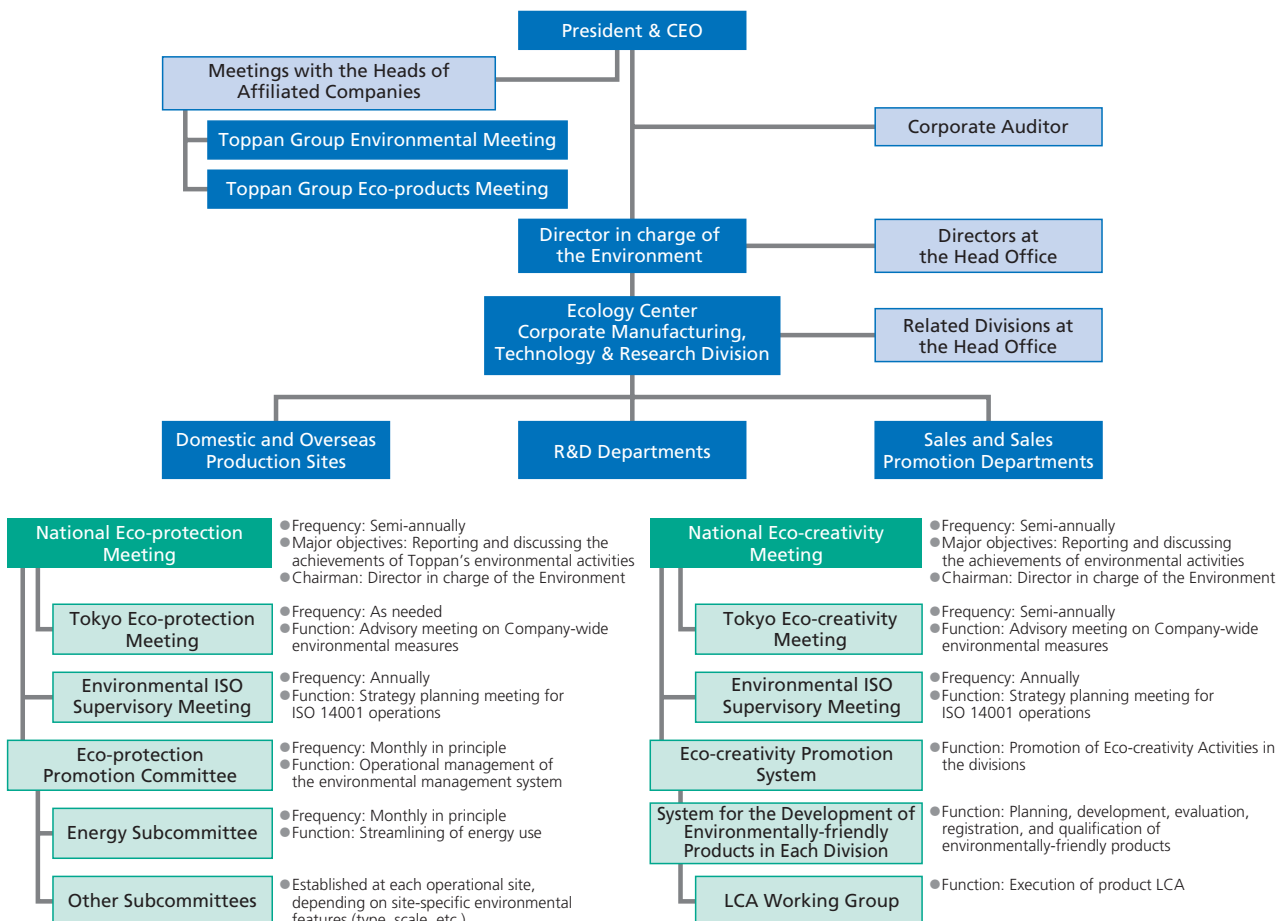 President & CEO
Meetings with the Heads of
Affiliated Companies
Toppan Group Environmental Meeting
Corporate Auditor
Toppan Group Eco-products Meeting
Director in charge of
the Environment
Directors at
the Head Office
Ecology Center
Corporate Manufacturing,
Technology & Research Division
Related Divisions at
the Head Office
Domestic and Overseas
Production Sites
R&D Departments
Sales and Sales
Promotion Departments
National Eco-protection
Meeting
●Frequency: Semi-annually
●Major objectives: Reporting and discussing the
achievements of Toppan's environmental activities
●Chairman: Director in charge of the Environment
Tokyo Eco-protection
Meeting
●Frequency: As needed
●Function: Advisory meeting on Company-wide
environmental measures
Environmental ISO
Supervisory Meeting
●Frequency: Annually
●Function: Strategy planning meeting for
ISO 14001 operations
Eco-protection
Promotion Committee
●Frequency: Monthly in principle
●Function: Operational management of
the environmental management system
Energy Subcommittee
●Frequency: Monthly in principle
●Function: Streamlining of energy use
Other Subcommittees
●Established at each operational site,
depending on site-specific environmental
features (type, scale, etc.)
National Eco-creativity
Meeting
●Frequency: Semi-annually
●Major objectives: Reporting and discussing
the achievements of environmental activities
●Chairman: Director in charge of the Environment
Tokyo Eco-creativity
Meeting
●Frequency: Semi-annually
●Function: Advisory meeting on Company-wide
environmental measures
Environmental ISO
Supervisory Meeting
●Frequency: Annually
●Function: Strategy planning meeting for
ISO 14001 operations
Eco-creativity Promotion
System
●Function: Promotion of Eco-creativity Activities in
the divisions
System for the Development of
Environmentally-friendly
Products in Each Division
●Function: Planning, development, evaluation,
registration, and qualification of
environmentally-friendly products
LCA Working Group
●Function: Execution of product LCA